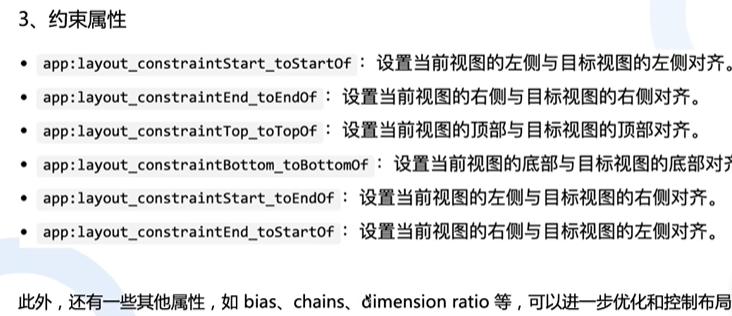 3、约束属性
• app:layout_constraintStart_toStartOf： 设置当前视图的左侧与目标视图的左侧对齐。
• app:layout_constraintEnd_toEndOf： 设置当前视图的右侧与目标视图的右侧对齐。
• app:layout_constraintTop_toTopOf： 设置当前视图的顶部与目标视图的顶部对齐。
• app:layout_constraintBottom_toBottomOf： 设置当前视图的底部与目标视图的底部对齐
• app:layout_constraintStart_toEndOf： 设置当前视图的左侧与目标视图的右侧对齐。
• app:layout_constraintEnd_toStartOf： 设置当前视图的右侧与目标视图的左侧对齐。
此外，还有一些其他属性，如 bias、chains、dimension ratio 等，可以进一步优化和控制布局